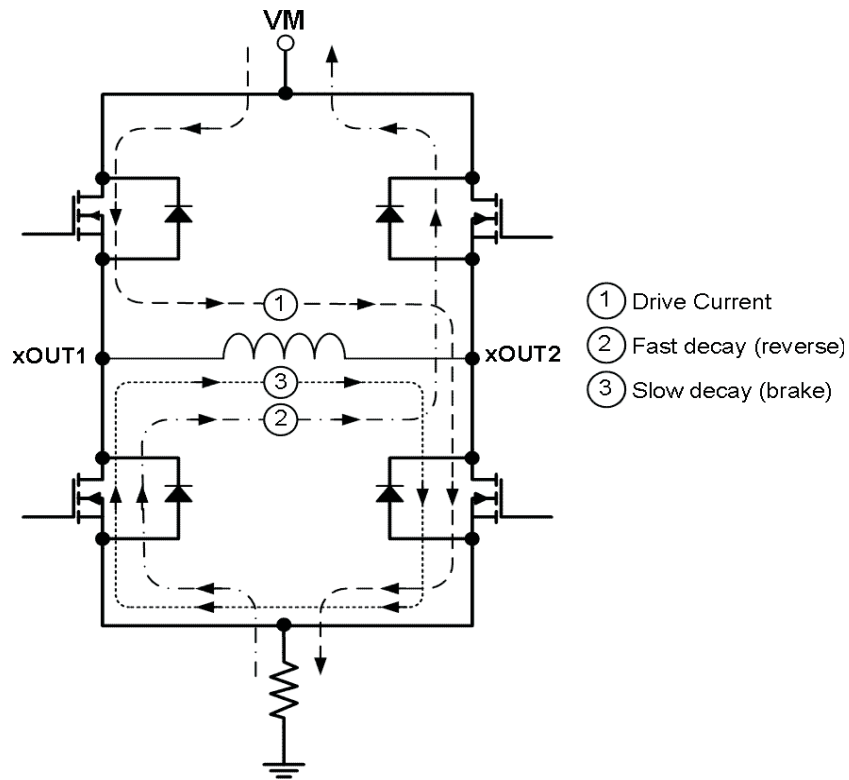 VM
1
1 Drive Current
xOUT1
xOUT2
2 Fast decay (reverse)
3
3 Slow decay (brake)
2